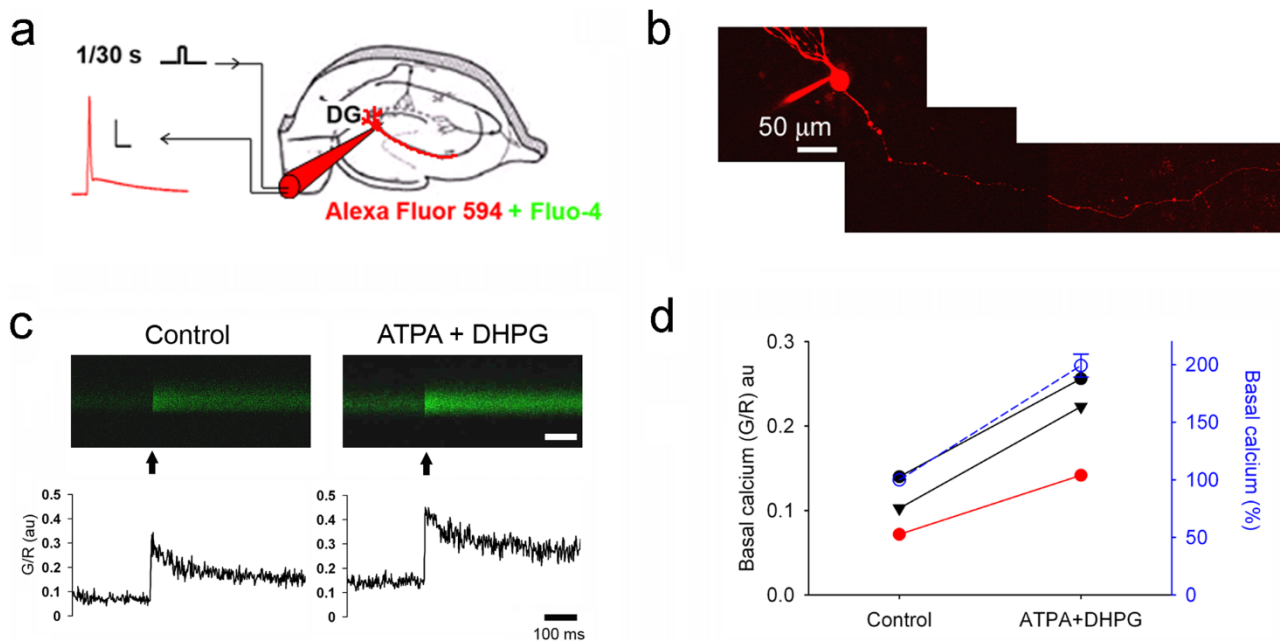 a
1/30 s
DG
Alexa Fluor 594 + Fluo-4
b
50 μm
c
Control
ATPA + DHPG
G/R (au)
0.5
0.4
0.3
0.2
0.1
0
0.5
0.4
0.3
0.2
0.1
0
100 ms
d
Basal calcium (G/R) au
0.3
0.2
0.1
0.0
Control
ATPA+DHPG
200
150
100
50
0
Basal calcium (%)